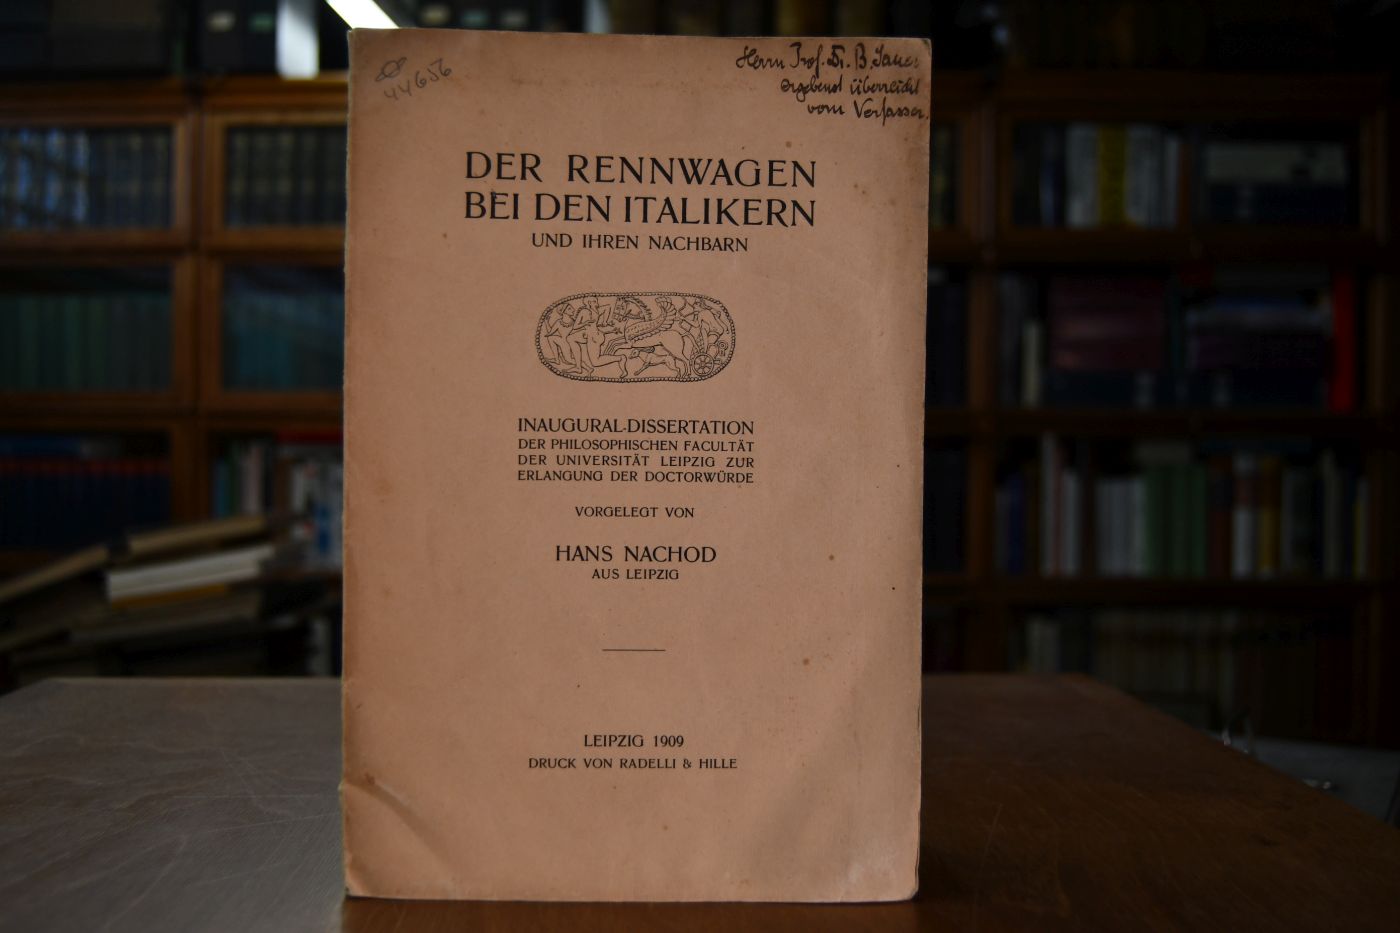 44656
Herrn Prof. Dr. B. Sauer
ergebenst überreicht
vom Verfasser.
DER RENNWAGEN
BEI DEN ITALIKERN
UND IHREN NACHBARN
INAUGURAL-DISSERTATION
DER PHILOSOPHISCHEN FACULTÄT
DER UNIVERSITÄT LEIPZIG ZUR
ERLANGUNG DER DOCTORWÜRDE
VORGELEGT VON
HANS NACHOD
AUS LEIPZIG
LEIPZIG 1909
DRUCK VON RADELLI & HILLE